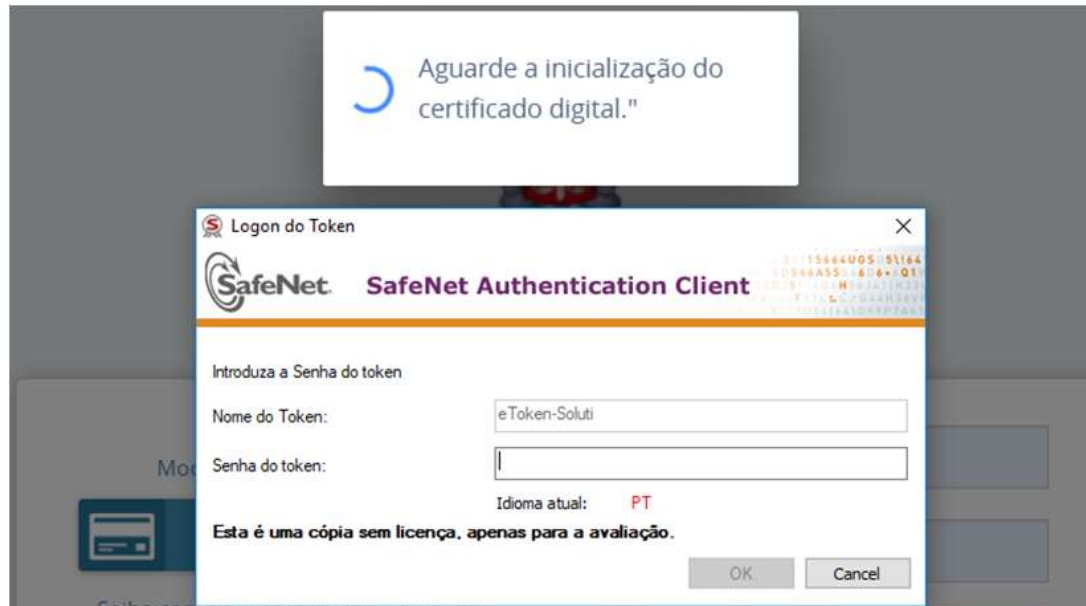 Aguarde a inicialização do
certificado digital."
Logon do Token
SafeNet. SafeNet Authentication Client
Introduza a Senha do token
Nome do Token: eToken-Soluti
Senha do token:
Idioma atual: PT
Esta é uma cópia sem licença, apenas para a avaliação.
OK Cancel